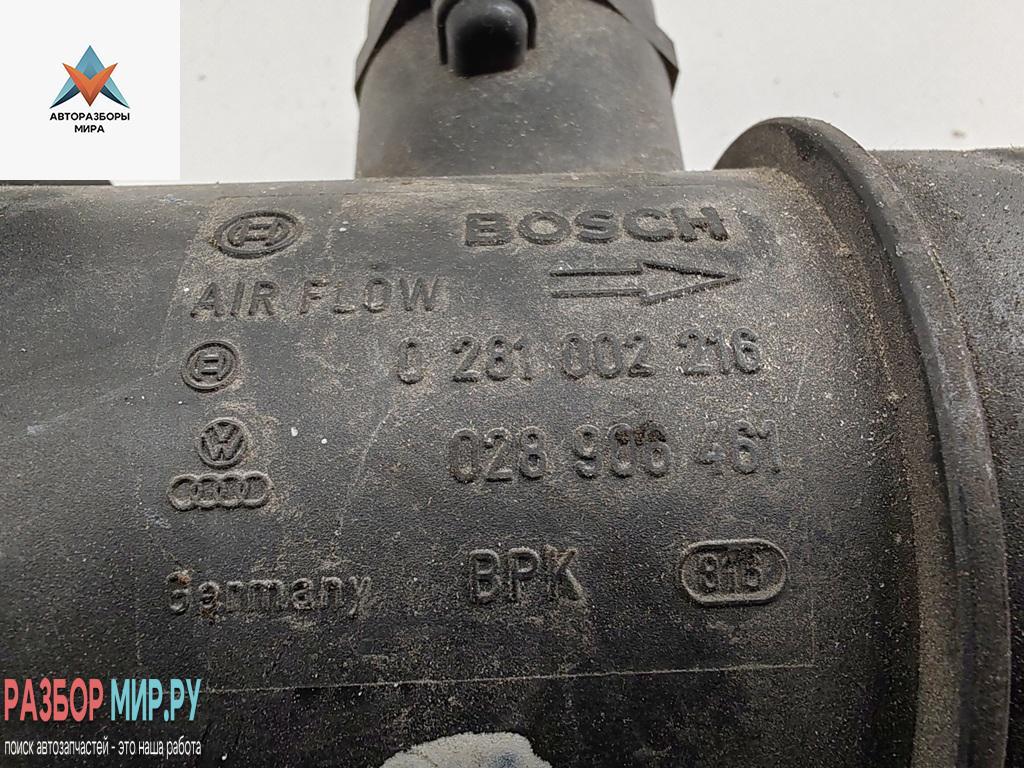 АВТОРАЗБОРЫ
МИРА
BOSCH
AIR FLOW
0 281 002 216
028 906 461
Germany BPK 816
РАЗБОР МИР.РУ
поиск автозапчастей - это наша работа